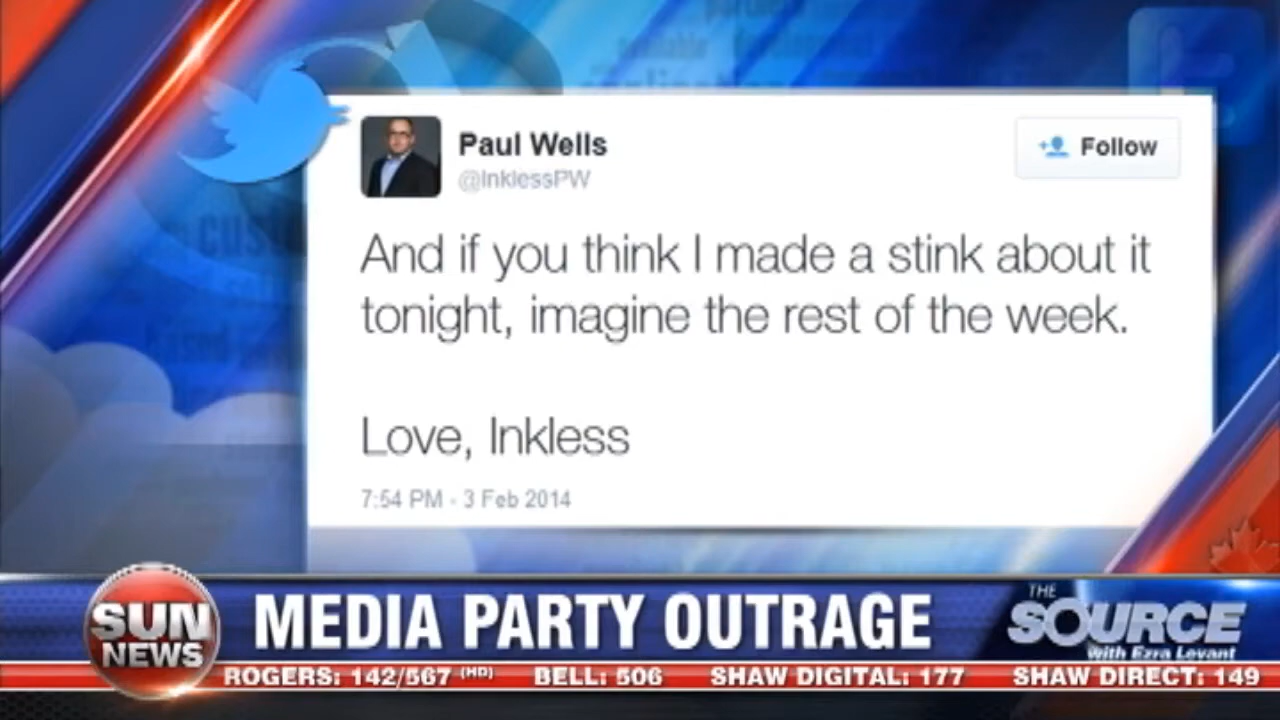 Paul Wells
@InklessPW
Follow
And if you think I made a stink about it
tonight, imagine the rest of the week.
Love, Inkless
7:54 PM - 3 Feb 2014
SUN
NEWS
MEDIA PARTY OUTRAGE
THE
SOURCE
With Ezra Levant
ROGERS: 142/567 (HD) BELL: 506 SHAW DIGITAL: 177 SHAW DIRECT: 149